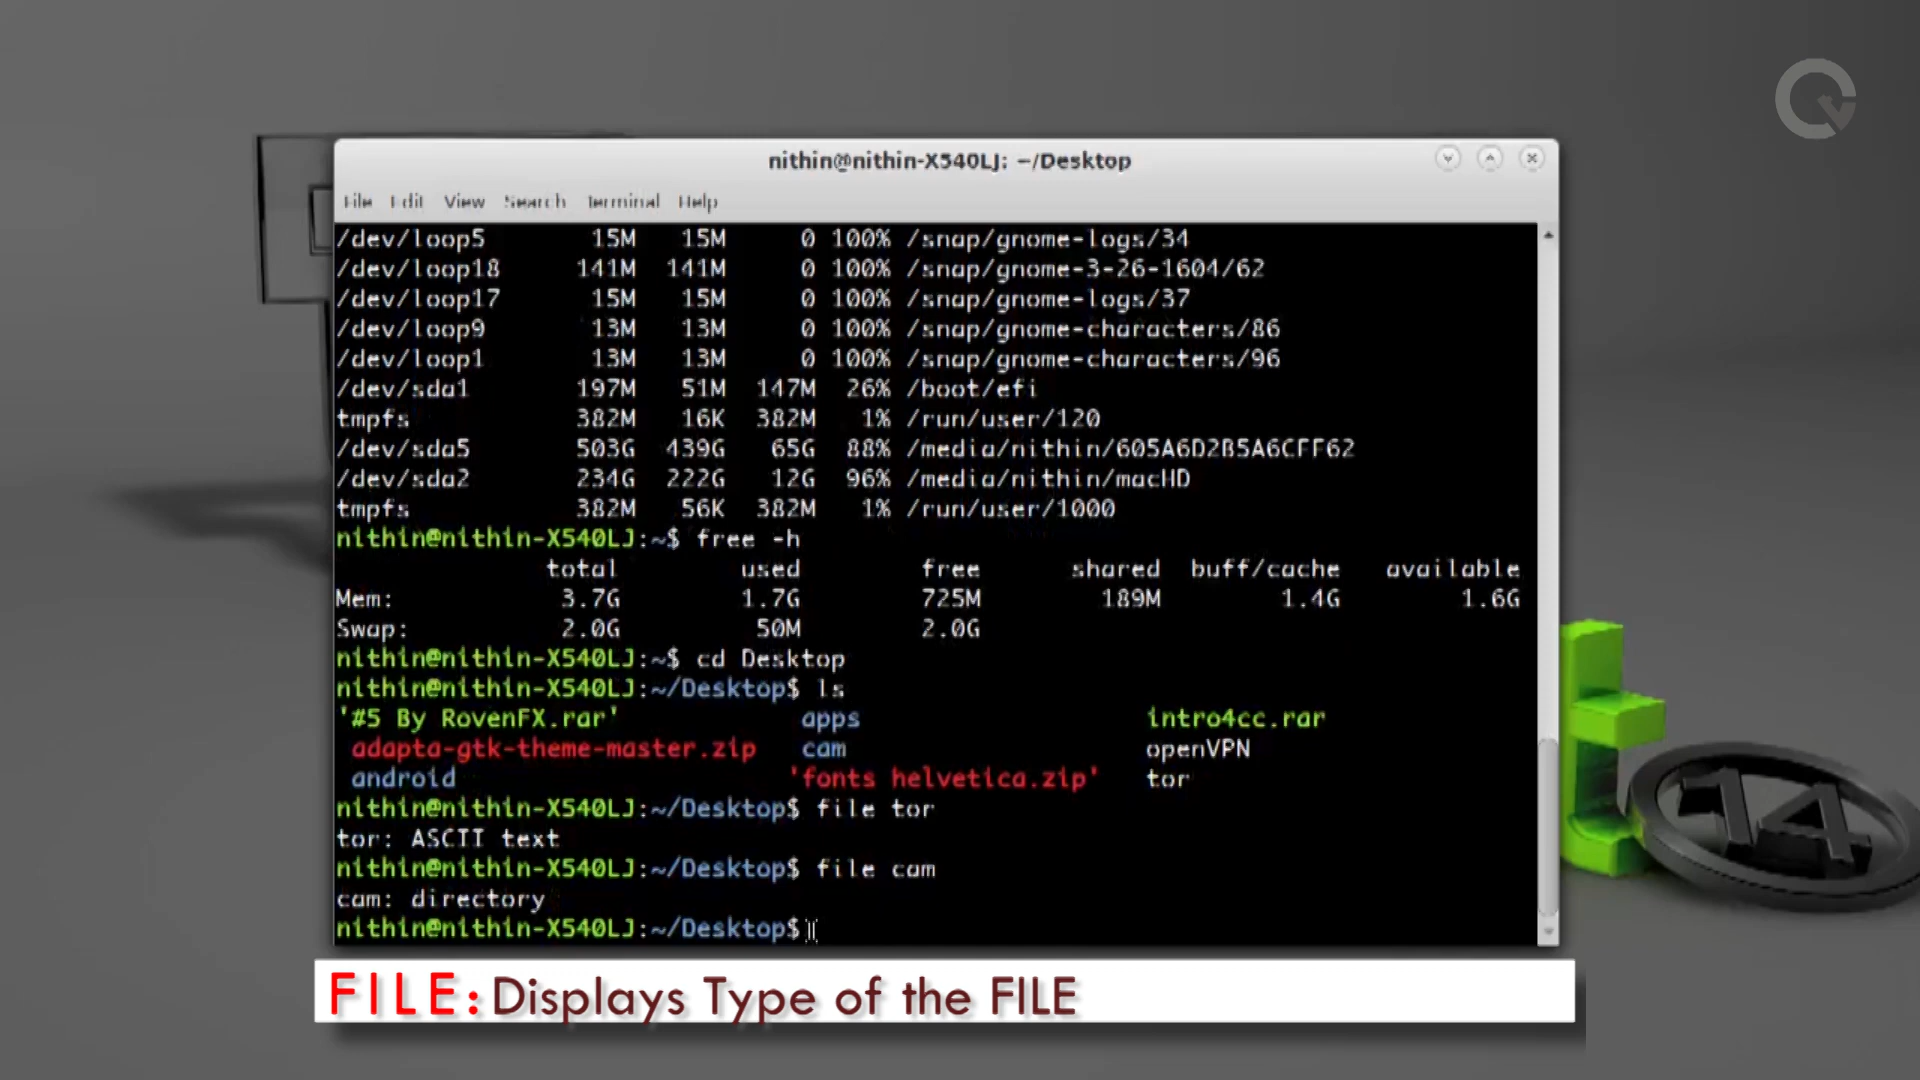 nithin@nithin-X540LJ: ~/Desktop
File Edit View Search Terminal Help
/dev/loop5 15M 15M 0 100% /snap/gnome-logs/34
/dev/loop18 141M 141M 0 100% /snap/gnome-3-26-1604/62
/dev/loop17 15M 15M 0 100% /snap/gnome-logs/37
/dev/loop9 13M 13M 0 100% /snap/gnome-characters/86
/dev/loop1 13M 13M 0 100% /snap/gnome-characters/96
/dev/sda1 197M 51M 147M 26% /boot/efi
tmpfs 382M 16K 382M 1% /run/user/120
/dev/sda5 503G 439G 65G 88% /media/nithin/605A6D2B5A6CFF62
/dev/sda2 234G 222G 12G 96% /media/nithin/macHD
tmpfs 382M 56K 382M 1% /run/user/1000
nithin@nithin-X540LJ:~$ free -h
total used free shared buff/cache available
Mem: 3.7G 1.7G 725M 189M 1.4G 1.6G
Swap: 2.0G 50M 2.0G
nithin@nithin-X540LJ:~$ cd Desktop
nithin@nithin-X540LJ:~/Desktop$ ls
'#5 By RovenFX.rar' apps intro4cc.rar
adapta-gtk-theme-master.zip cam openVPN
android 'fonts helvetica.zip' tor
nithin@nithin-X540LJ:~/Desktop$ file tor
tor: ASCII text
nithin@nithin-X540LJ:~/Desktop$ file cam
cam: directory
nithin@nithin-X540LJ:~/Desktop$
14
FILE: Displays Type of the FILE